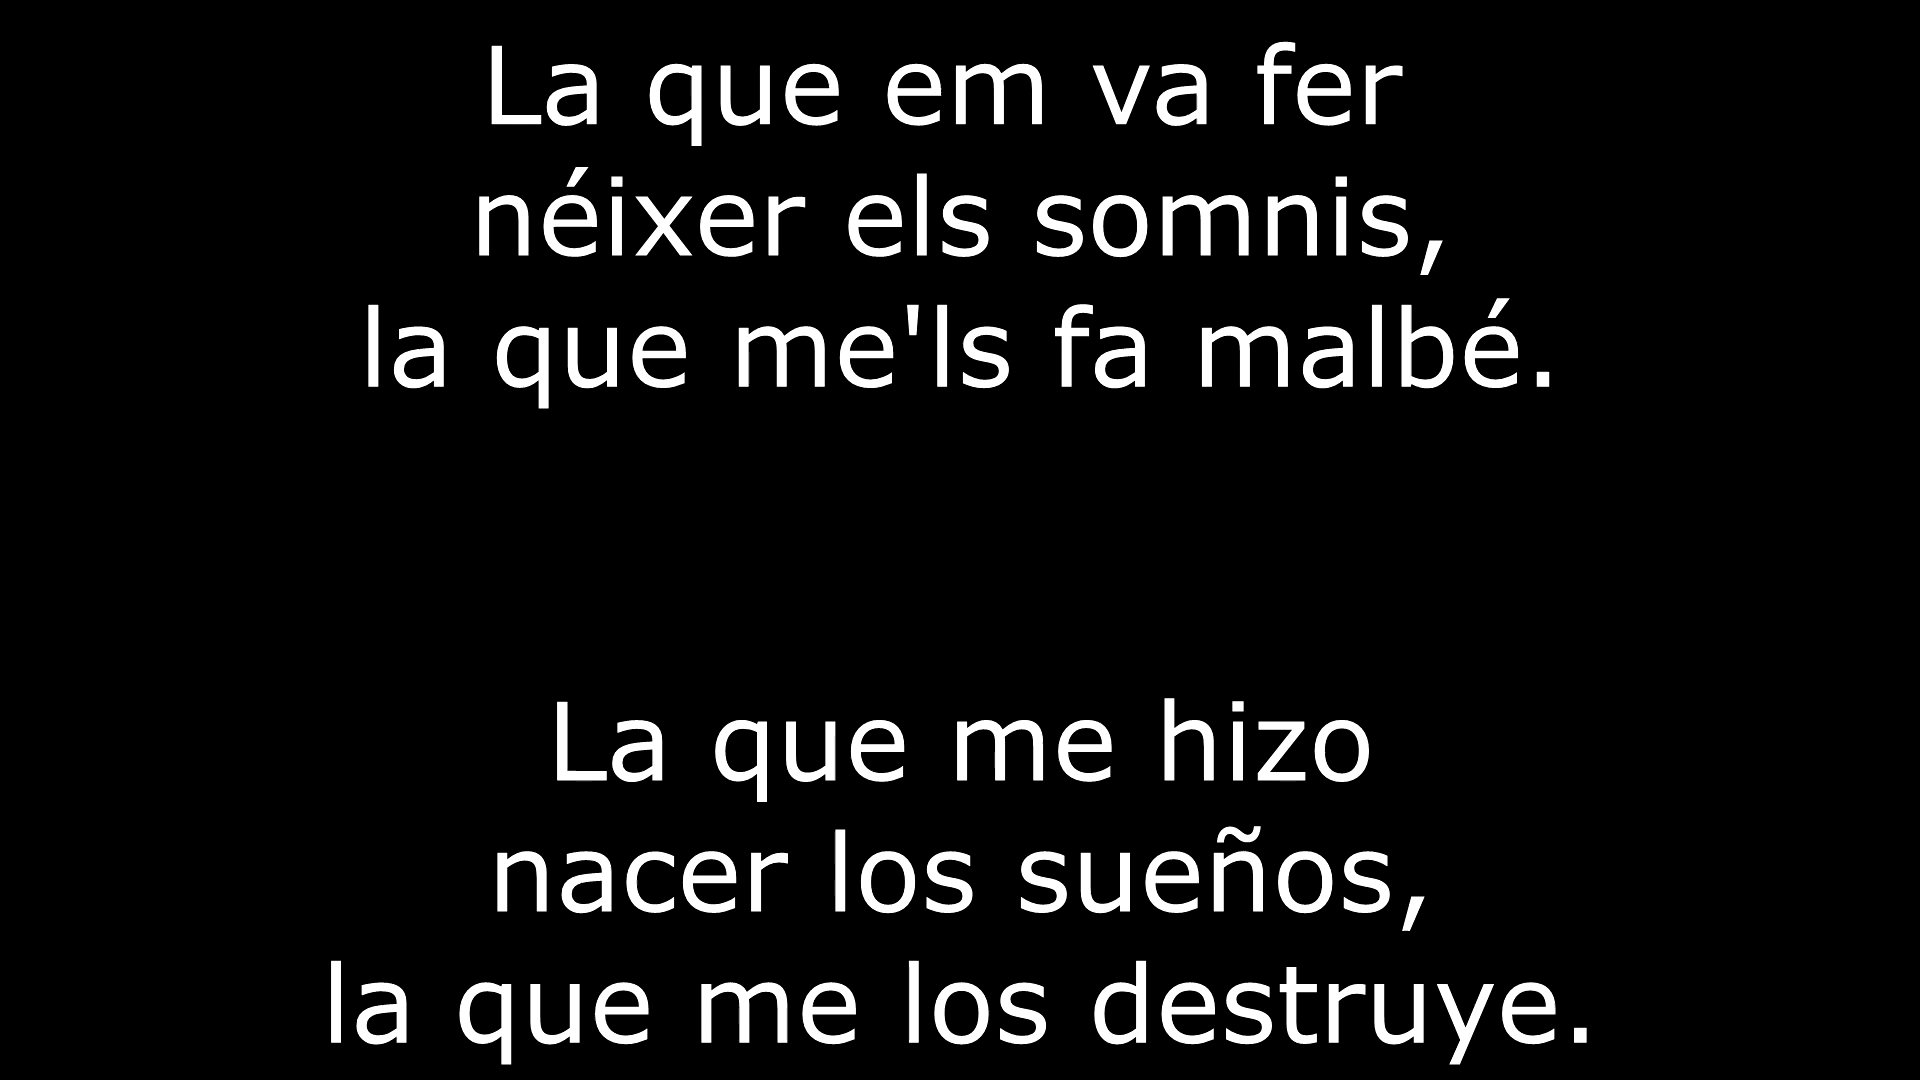 La que em va fer
néixer els somnis,
la que me'ls fa malbé.
La que me hizo
nacer los sueños,
la que me los destruye.